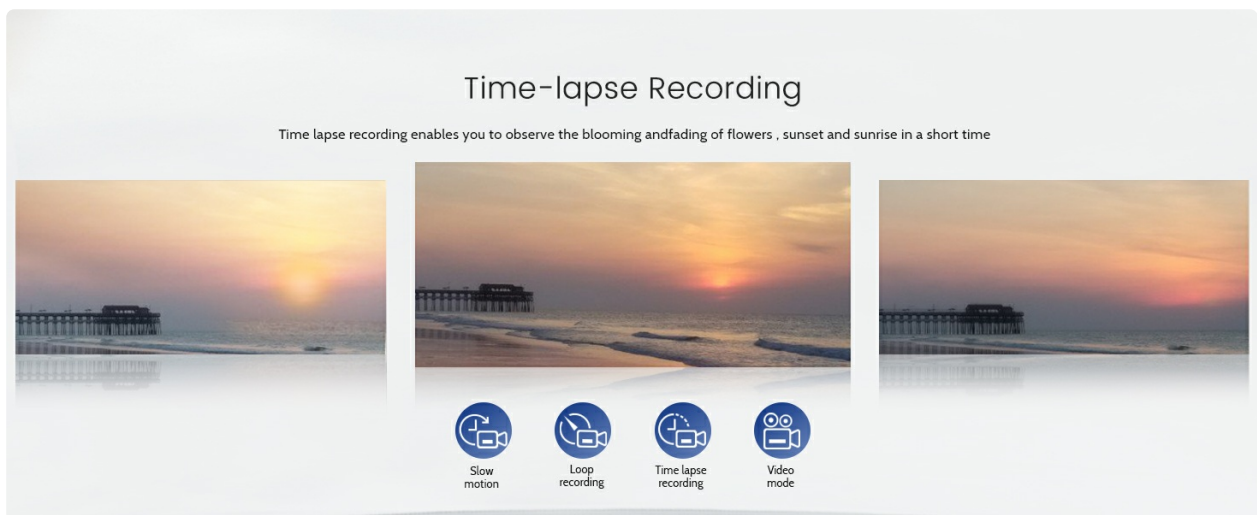 Time-lapse Recording
Time lapse recording enables you to observe the blooming andfading of flowers , sunset and sunrise in a short time
Slow
motion
Loop
recording
Time lapse
recording
Video
mode